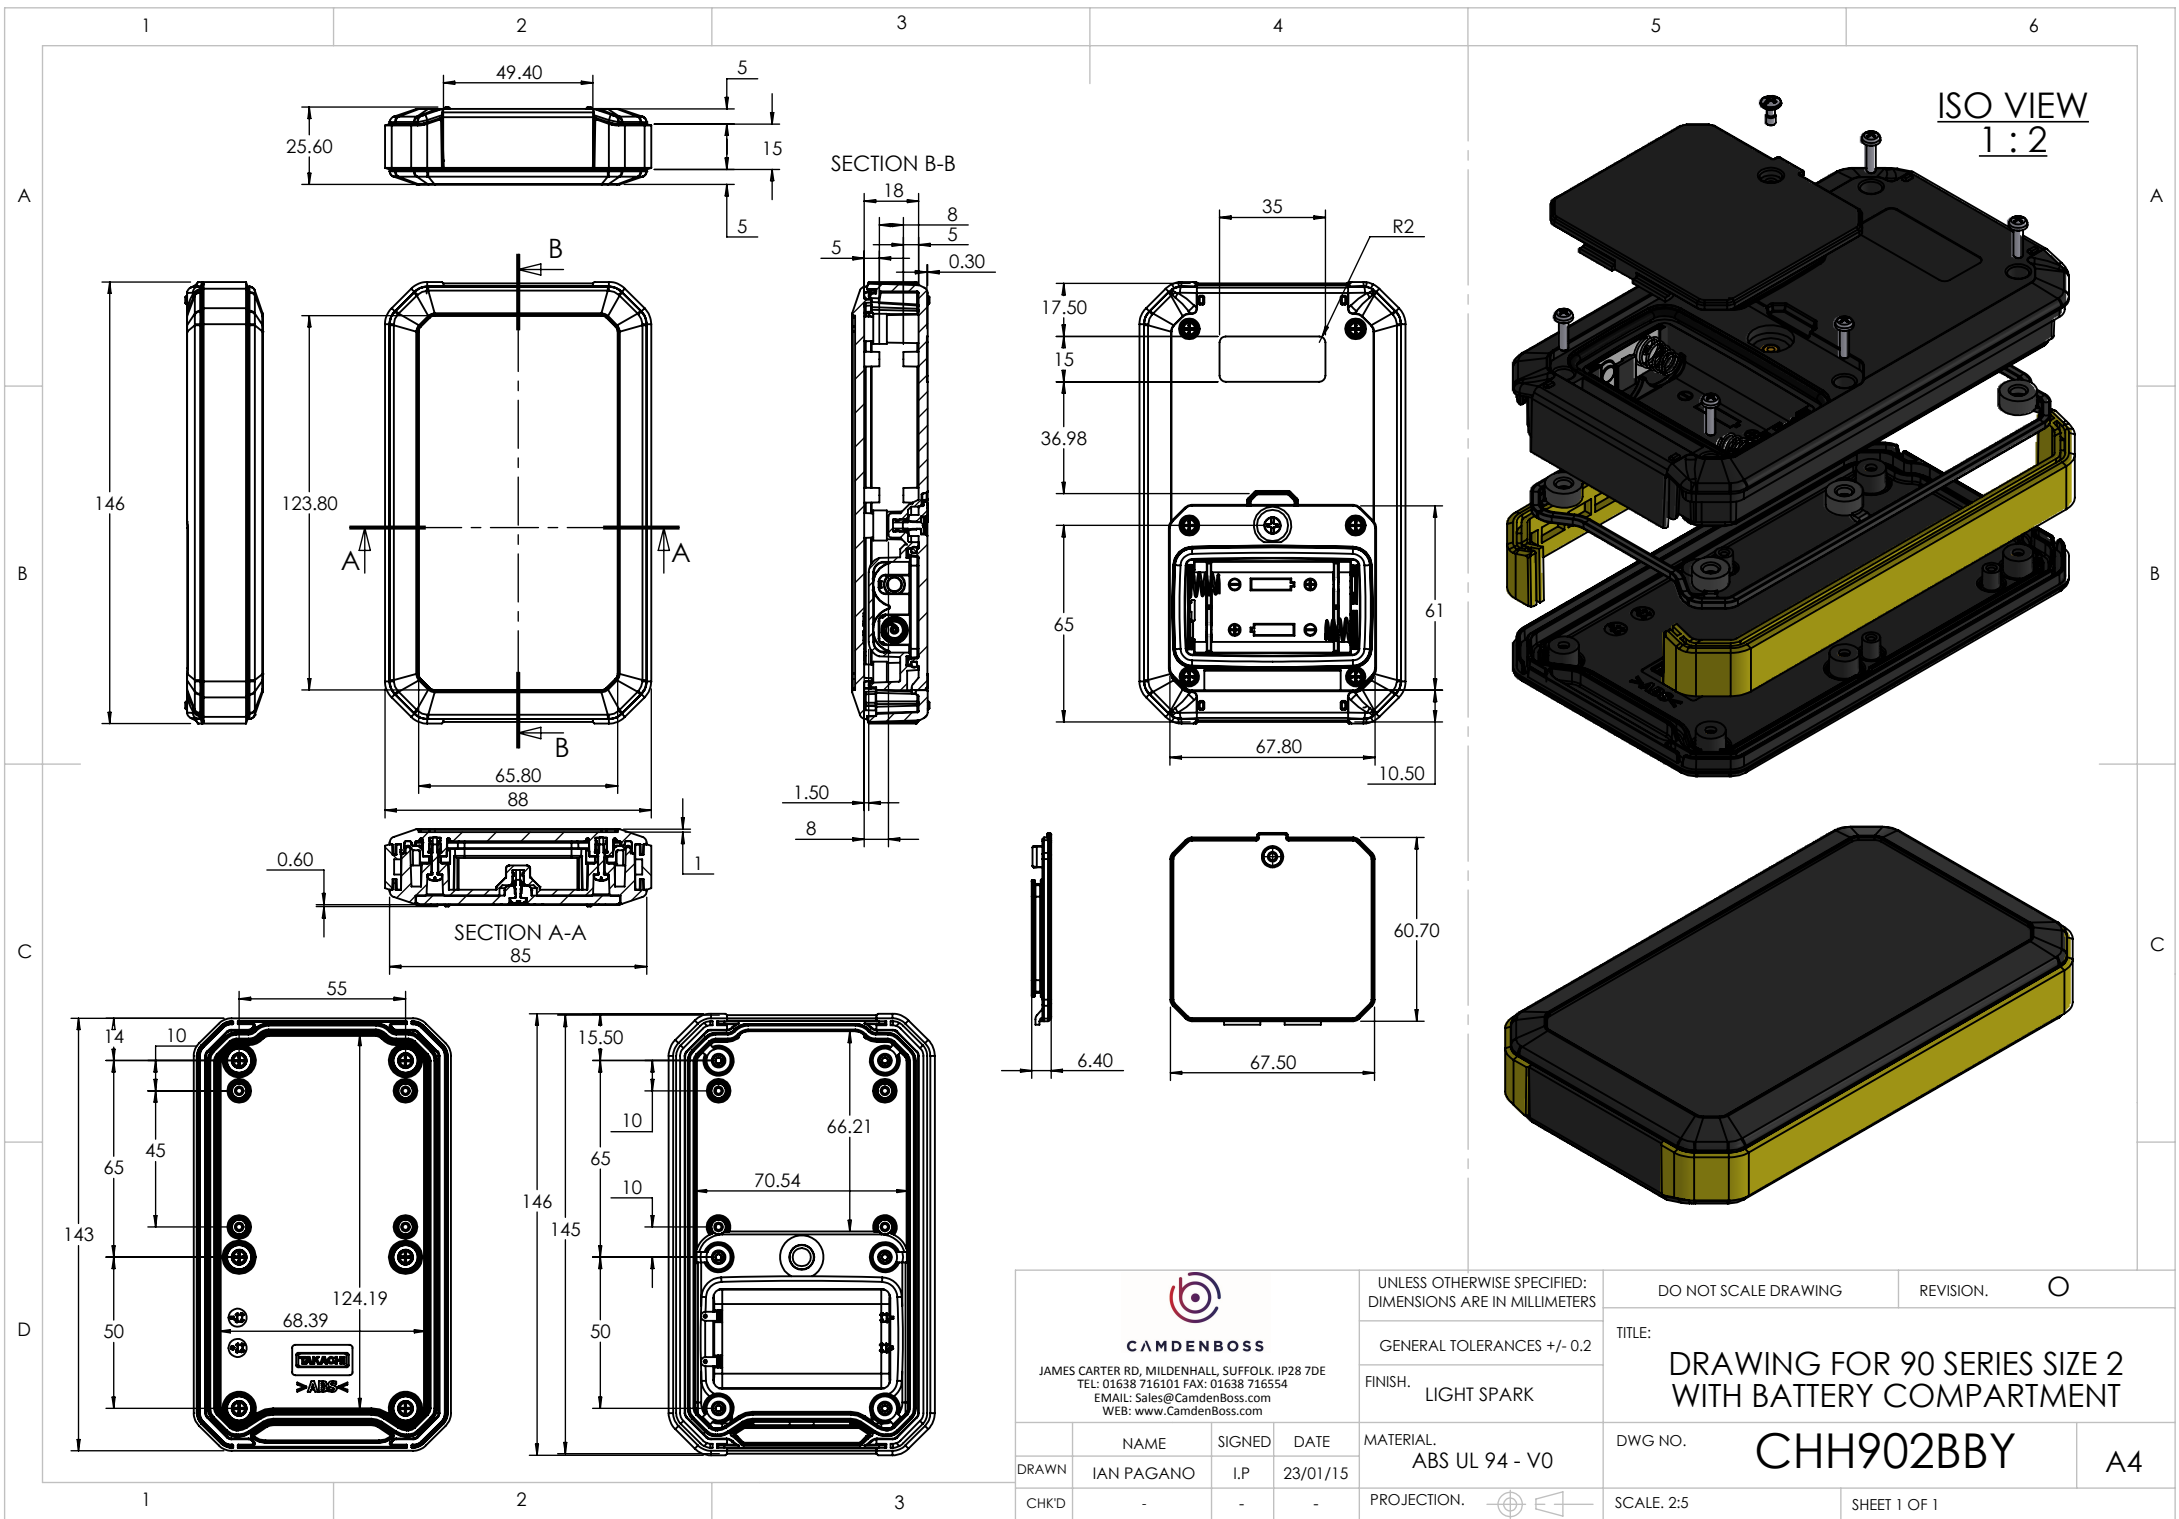 1
2
3
4
5
6
A
B
C
D
A
B
C
1
2
3
49.40
25.60
5
15
5
146
123.80
B
B
A
A
65.80
88
SECTION B-B
18
8
5
5
0.30
1.50
8
35
R2
17.50
15
36.98
65
61
67.80
10.50
ISO VIEW
1 : 2
0.60
1
SECTION A-A
85
6.40
60.70
67.50
55
14
10
45
65
143
50
124.19
68.39
TAKACHI
>ABS<
15.50
10
65
10
146
145
50
66.21
70.54
CAMDENBOSS
JAMES CARTER RD, MILDENHALL, SUFFOLK. IP28 7DE
TEL: 01638 716101 FAX: 01638 716554
EMAIL: Sales@CamdenBoss.com
WEB: www.CamdenBoss.com
NAME
SIGNED
DATE
DRAWN
IAN PAGANO
I.P
23/01/15
CHK'D
-
-
-
UNLESS OTHERWISE SPECIFIED:
DIMENSIONS ARE IN MILLIMETERS
GENERAL TOLERANCES +/- 0.2
FINISH.
LIGHT SPARK
MATERIAL.
ABS UL 94 - V0
PROJECTION.
DO NOT SCALE DRAWING
REVISION.
O
TITLE:
DRAWING FOR 90 SERIES SIZE 2
WITH BATTERY COMPARTMENT
DWG NO.
CHH902BBY
A4
SCALE. 2:5
SHEET 1 OF 1